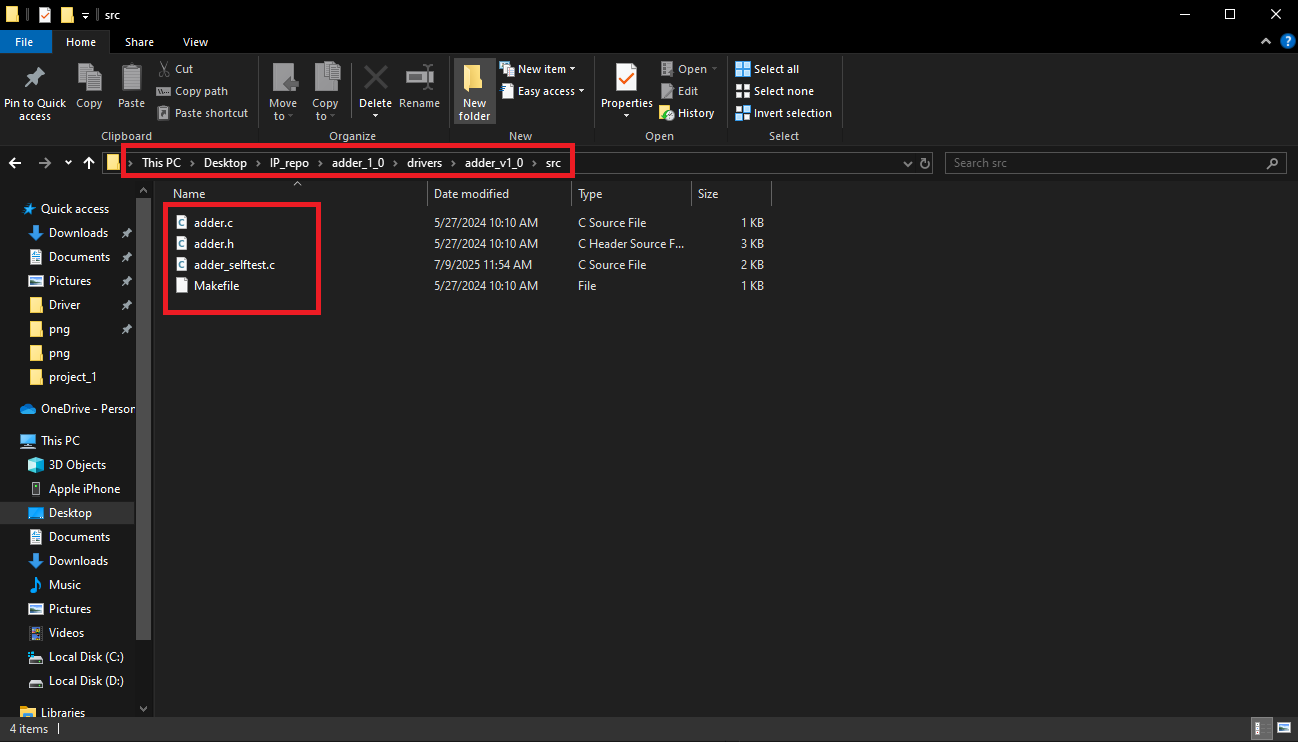 src
File Home Share View
Pin to Quick access
Copy
Paste
Cut
Copy path
Paste shortcut
Clipboard
Move to
Copy to
Delete
Rename
Organize
New folder
New item
Easy access
New
Properties
Open
Edit
History
Open
Select all
Select none
Invert selection
Select
This PC > Desktop > IP_repo > adder_1_0 > drivers > adder_v1_0 > src
Search src
Quick access
Downloads
Documents
Pictures
Driver
png
png
project_1
OneDrive - Person
This PC
3D Objects
Apple iPhone
Desktop
Documents
Downloads
Music
Pictures
Videos
Local Disk (C:)
Local Disk (D:)
Libraries
Name Date modified Type Size
adder.c 5/27/2024 10:10 AM C Source File 1 KB
adder.h 5/27/2024 10:10 AM C Header Source F... 3 KB
adder_selftest.c 7/9/2025 11:54 AM C Source File 2 KB
Makefile 5/27/2024 10:10 AM File 1 KB
4 items